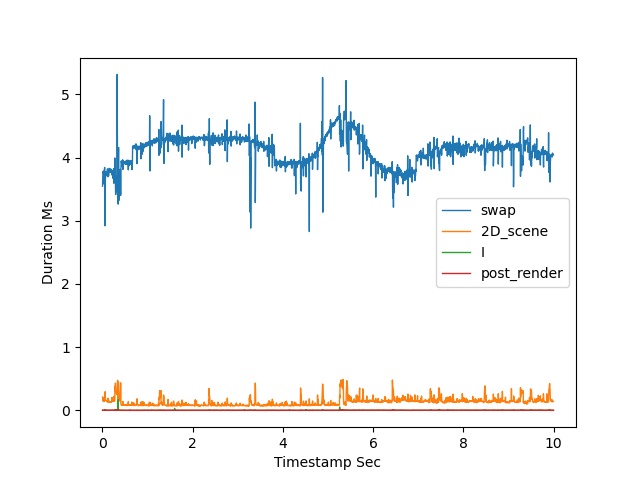 5
4
3
2
1
0
Duration Ms
swap
2D_scene
I
post_render
0 2 4 6 8 10
Timestamp Sec